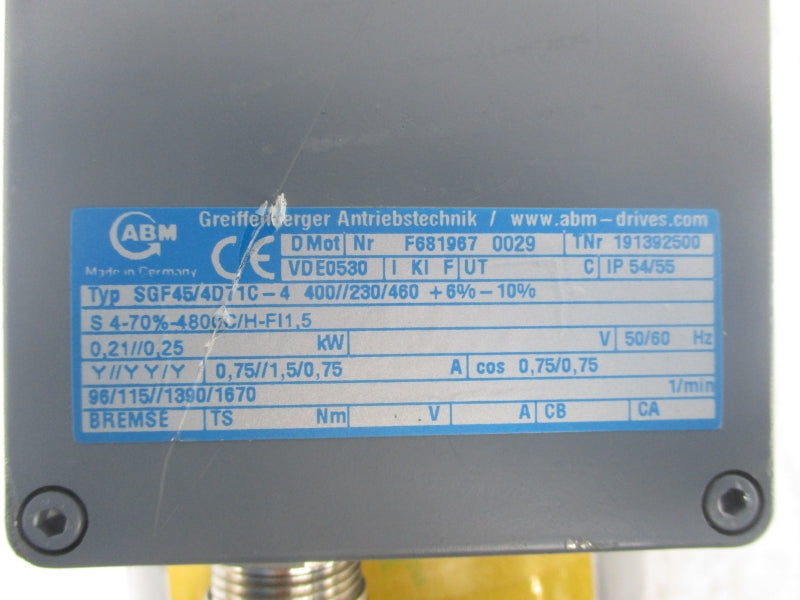 ABM
Greiffenberger Antriebstechnik / www.abm-drives.com
Made in Germany
CE
D Mot Nr F681967 0029 TNr 191392500
VDE0530 I KI F UT C IP 54/55
Typ SGF45/4D71C-4 400//230/460 +6%-10%
S 4-70%-480C/H-FI1,5
0,21//0,25 kW V 50/60 Hz
Y//YY/Y 0,75//1,5/0,75 A cos 0,75/0,75
96/115//1390/1670 1/min
BREMSE TS Nm V A CB CA